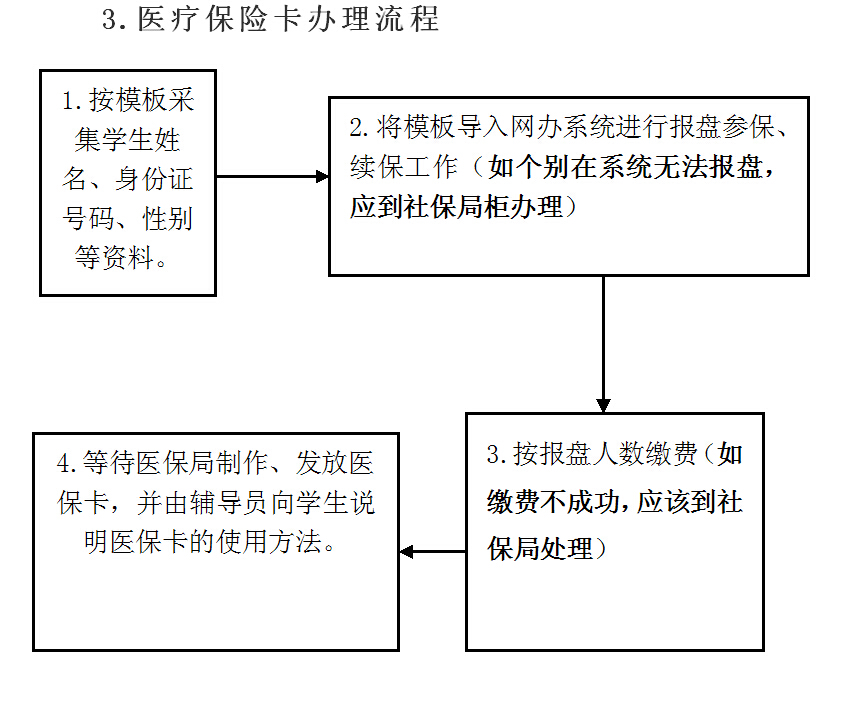 3.医疗保险卡办理流程
1.按模板采
集学生姓
名、身份证
号码、性别
等资料。
2.将模板导入网办系统进行报盘参保、
续保工作（如个别在系统无法报盘，
应到社保局柜办理）
3.按报盘人数缴费（如
缴费不成功，应该到社
保局处理）
4.等待医保局制作、发放医
保卡，并由辅导员向学生说
明医保卡的使用方法。